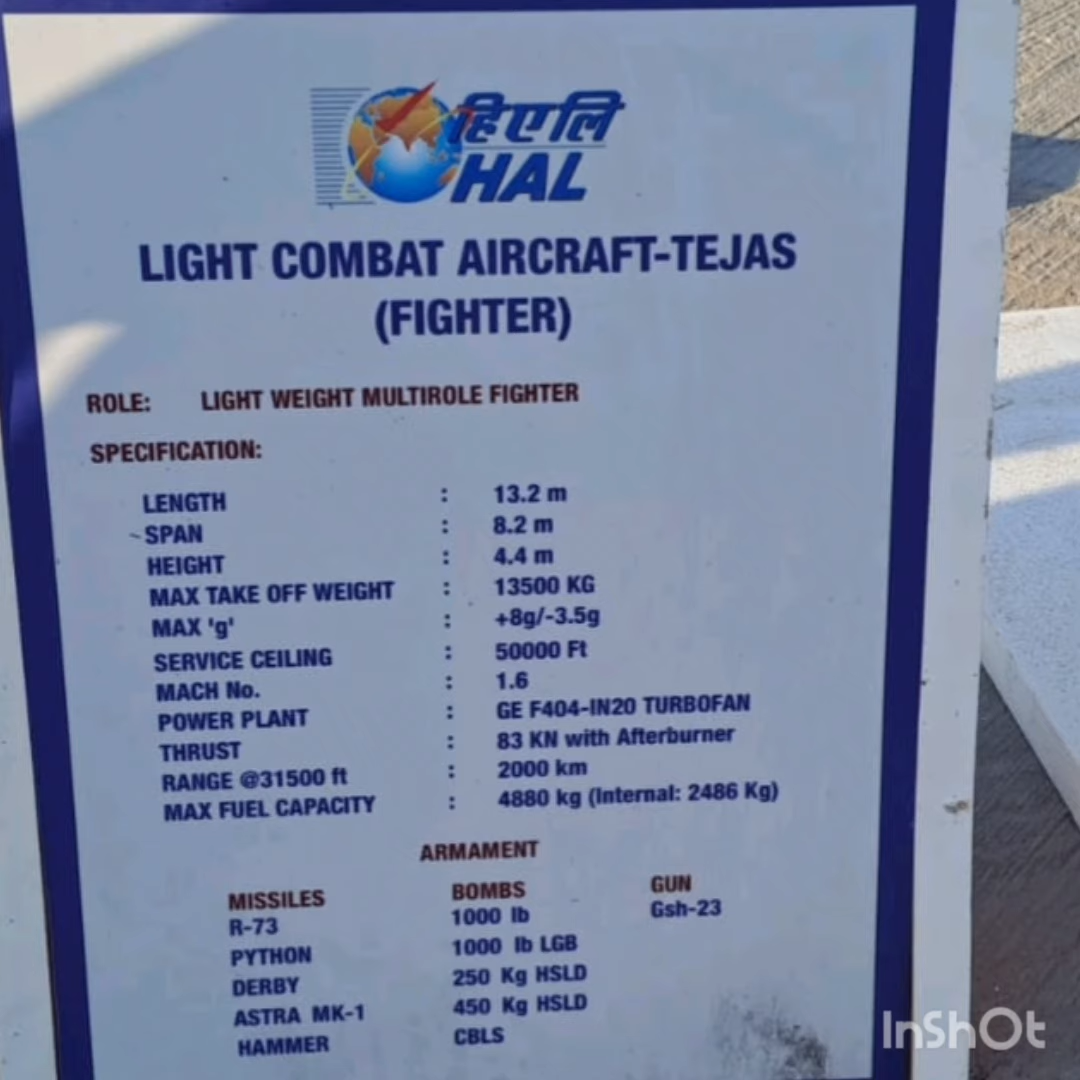 हिएलि
HAL
LIGHT COMBAT AIRCRAFT-TEJAS
(FIGHTER)
ROLE: LIGHT WEIGHT MULTIROLE FIGHTER
SPECIFICATION:
LENGTH : 13.2 m
SPAN : 8.2 m
HEIGHT : 4.4 m
MAX TAKE OFF WEIGHT : 13500 KG
MAX 'g' : +8g/-3.5g
SERVICE CEILING : 50000 Ft
MACH No. : 1.6
POWER PLANT : GE F404-IN20 TURBOFAN
THRUST : 83 KN with Afterburner
RANGE @31500 ft : 2000 km
MAX FUEL CAPACITY : 4880 kg (Internal: 2486 Kg)
ARMAMENT
MISSILES BOMBS GUN
R-73 1000 lb Gsh-23
PYTHON 1000 lb LGB
DERBY 250 Kg HSLD
ASTRA MK-1 450 Kg HSLD
HAMMER CBLS
InShOt